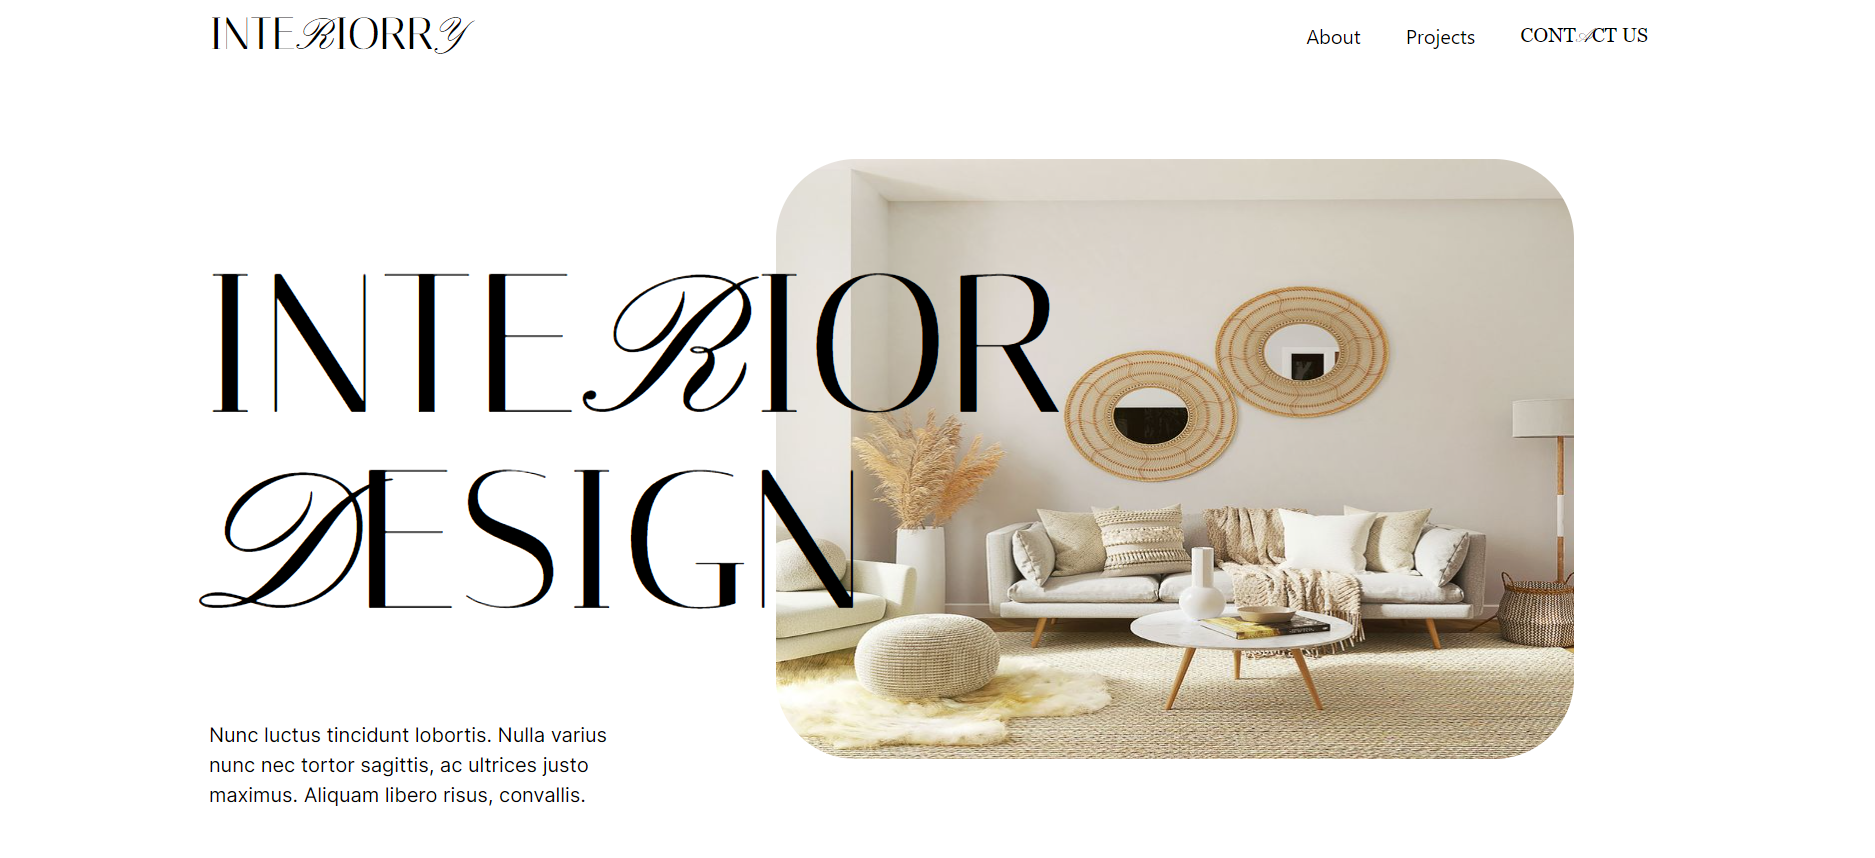 INTERIORRY
About Projects CONTACT US
INTERIOR
DESIGN
Nunc luctus tincidunt lobortis. Nulla varius
nunc nec tortor sagittis, ac ultrices justo
maximus. Aliquam libero risus, convallis.